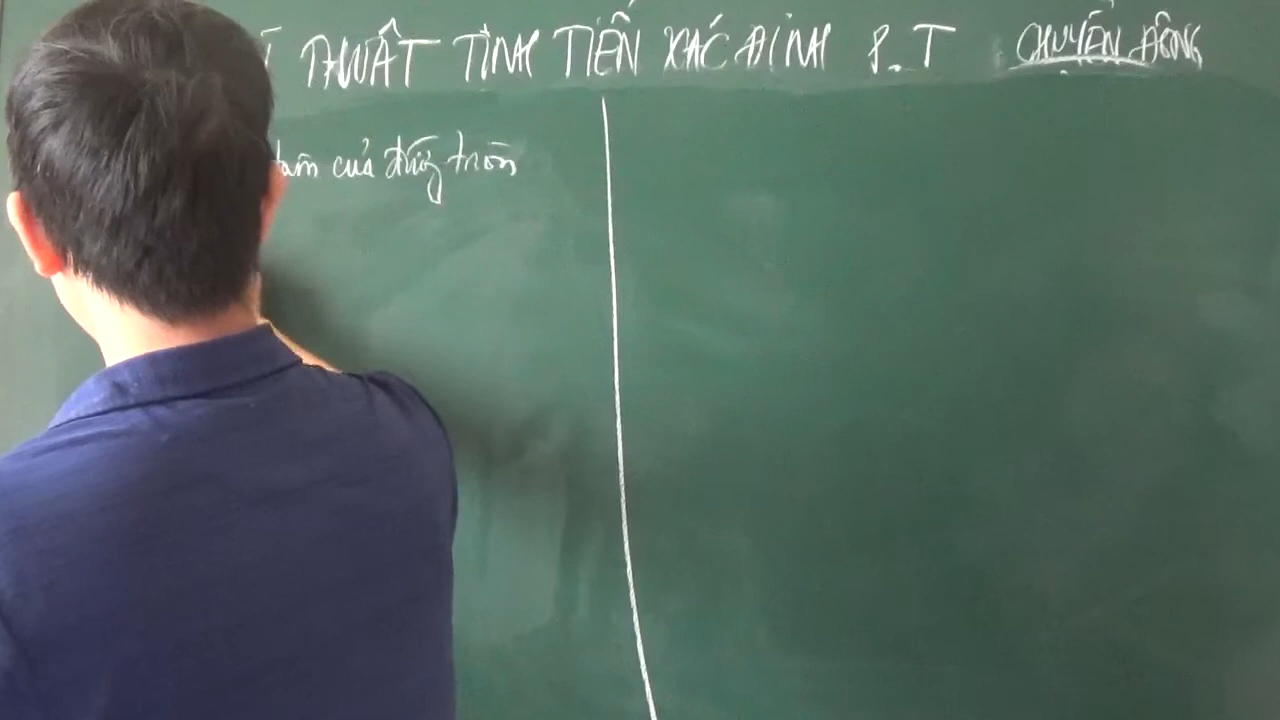 THUẬT TỊNH TIẾN XÁC ĐỊNH P.T CHUYỂN ĐỘNG
tâm của đường tròn